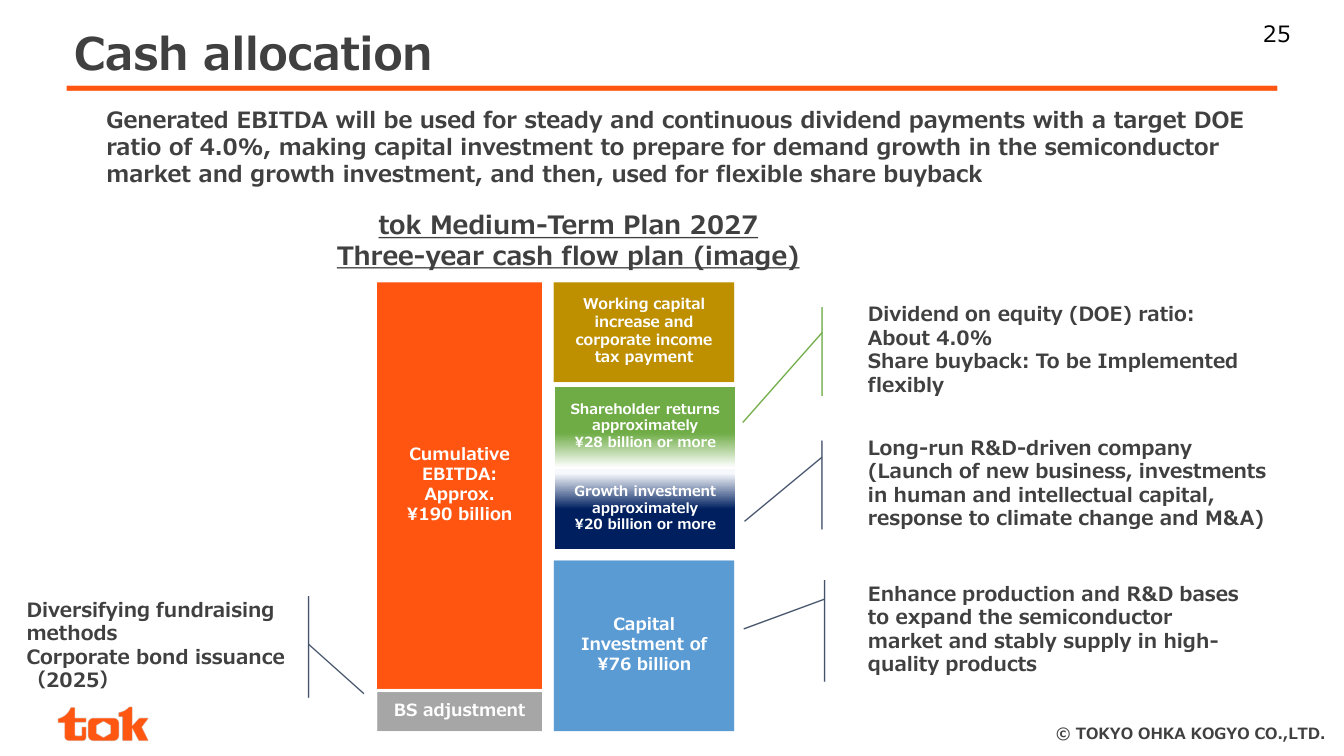 Cash allocation
25
Generated EBITDA will be used for steady and continuous dividend payments with a target DOE
ratio of 4.0%, making capital investment to prepare for demand growth in the semiconductor
market and growth investment, and then, used for flexible share buyback
tok Medium-Term Plan 2027
Three-year cash flow plan (image)
Cumulative
EBITDA:
Approx.
¥190 billion
BS adjustment
Working capital
increase and
corporate income
tax payment
Shareholder returns
approximately
¥28 billion or more
Growth investment
approximately
¥20 billion or more
Capital
Investment of
¥76 billion
Dividend on equity (DOE) ratio:
About 4.0%
Share buyback: To be Implemented
flexibly
Long-run R&D-driven company
(Launch of new business, investments
in human and intellectual capital,
response to climate change and M&A)
Enhance production and R&D bases
to expand the semiconductor
market and stably supply in high-
quality products
Diversifying fundraising
methods
Corporate bond issuance
（2025）
tok
© TOKYO OHKA KOGYO CO.,LTD.